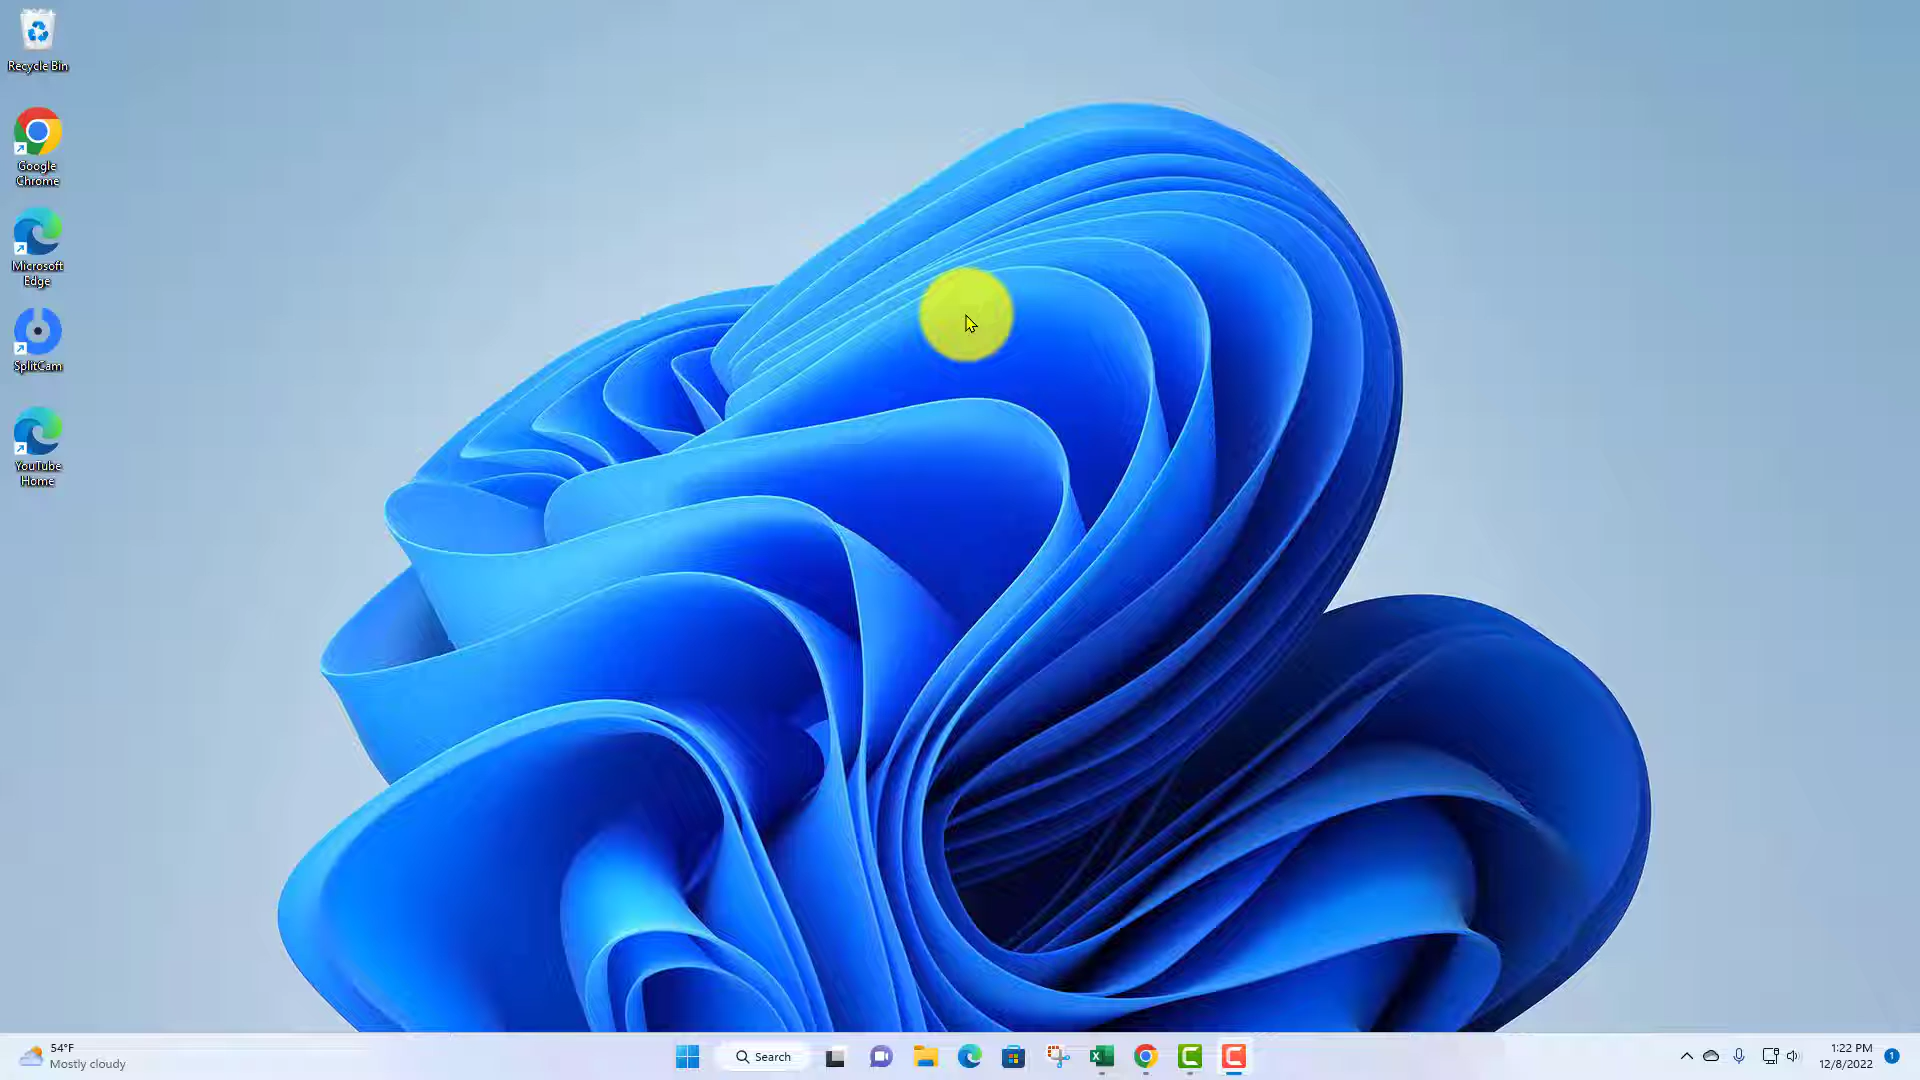 Recycle Bin
Google
Chrome
Microsoft
Edge
SplitCam
YouTube
Home
54°F
Mostly cloudy
Search
1:22 PM
12/8/2022
1